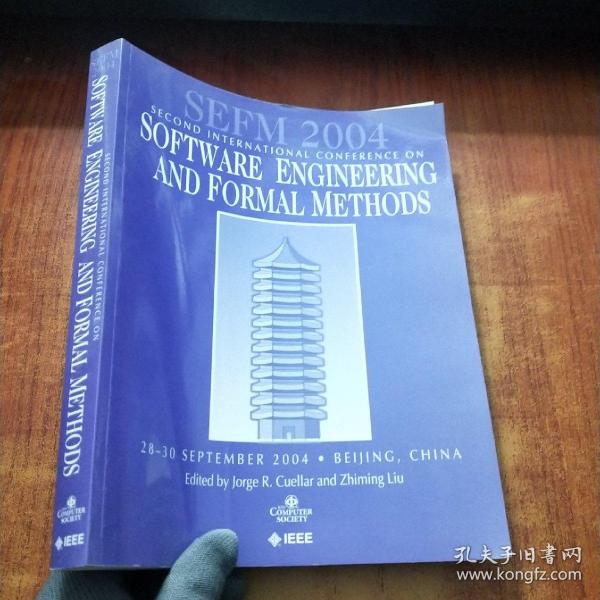 SEFM 2004
SECOND INTERNATIONAL CONFERENCE ON
SOFTWARE ENGINEERING
AND FORMAL METHODS
28–30 SEPTEMBER 2004 • BEIJING, CHINA
Edited by Jorge R. Cuellar and Zhiming Liu
COMPUTER
SOCIETY
IEEE
SEFM
2004
SECOND INTERNATIONAL CONFERENCE ON
SOFTWARE ENGINEERING AND FORMAL METHODS
COMPUTER
SOCIETY
IEEE
孔夫子旧书网
www.kongfz.com